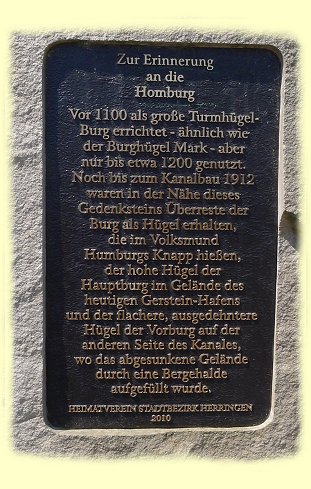 Zur Erinnerung
an die
Homburg
Vor 1100 als große Turmhügel-
Burg errichtet - ähnlich wie
der Burghügel Mark - aber
nur bis etwa 1200 genutzt.
Noch bis zum Kanalbau 1912
waren in der Nähe dieses
Gedenksteins Überreste der
Burg als Hügel erhalten,
die im Volksmund
Humburgs Knapp hießen,
der hohe Hügel der
Hauptburg im Gelände des
heutigen Gerstein-Hafens
und der flachere, ausgedehntere
Hügel der Vorburg auf der
anderen Seite des Kanales,
wo das abgesunkene Gelände
durch eine Bergehalde
aufgefüllt wurde.
HEIMATVEREIN STADTBEZIRK HERRINGEN
2010